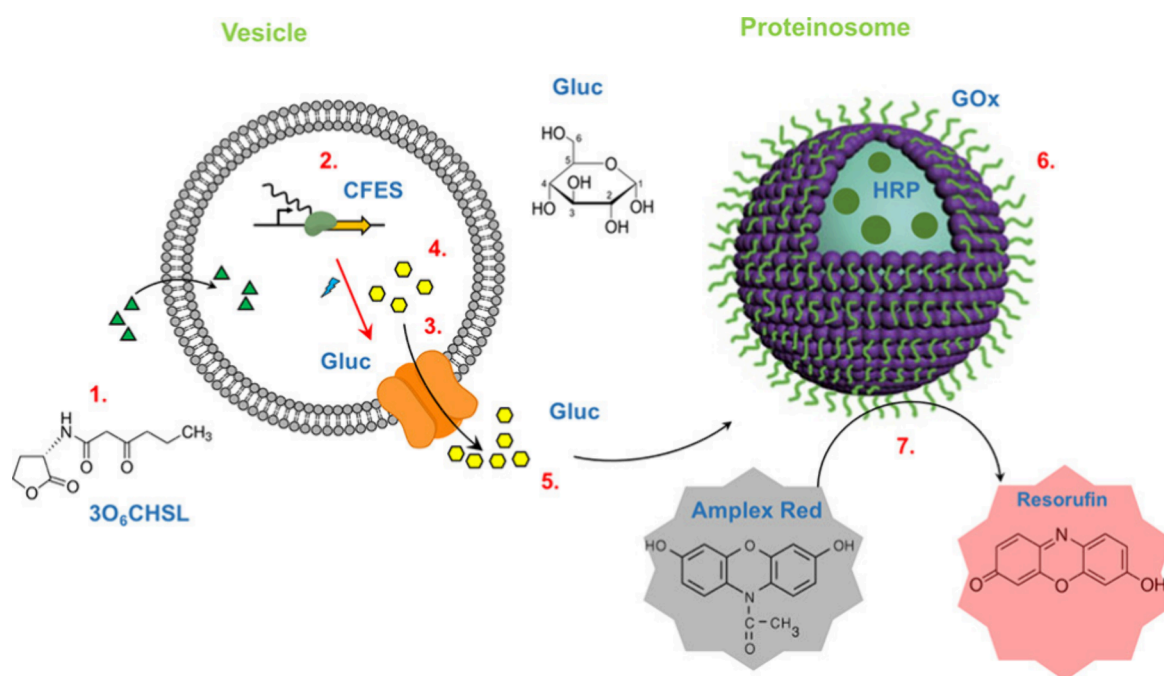 Vesicle
Proteinosome
Gluc
GOx
6.
2.
CFES
HRP
HO
6
5
O
4
OH
1
HO
3
2
HO
OH
4.
3.
Gluc
1.
H
N
CH3
O
O
O
O
3O6CHSL
Gluc
5.
7.
Amplex Red
HO
O
OH
N
C
CH3
O
Resorufin
N
O
O
OH